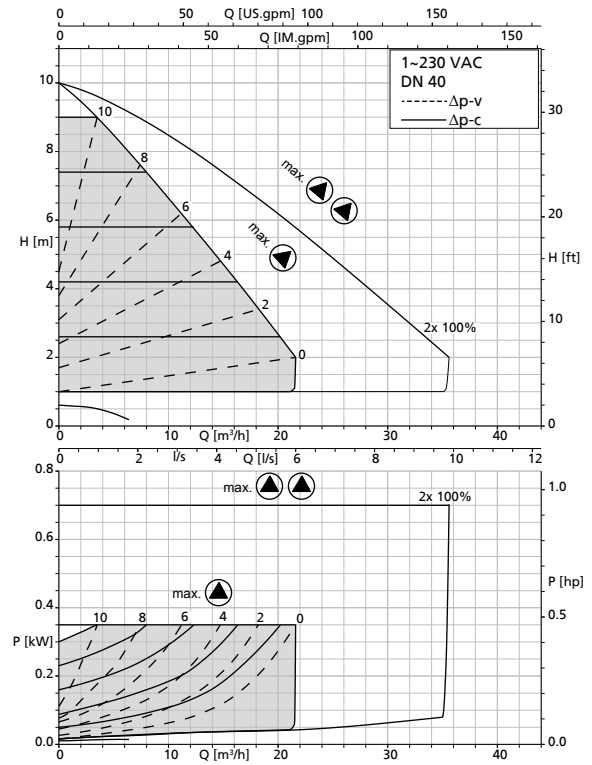 0 50 Q [US.gpm] 100 150
0 50 Q [IM.gpm] 100 150
1~230 VAC
DN 40
Δp-v
Δp-c
10
8
6
H [m]
4
2
0
30
20
H [ft]
10
0
10
8
6
4
2
0
max.
max.
2x 100%
0 10 Q [m³/h] 20 30 40
0 2 l/s 4 Q [l/s] 6 8 10 12
0.8
0.6
0.4
P [kW]
0.2
0.0
1.0
P [hp]
0.5
0.0
max.
2x 100%
max.
10 8 6 4 2 0
0 10 Q [m³/h] 20 30 40